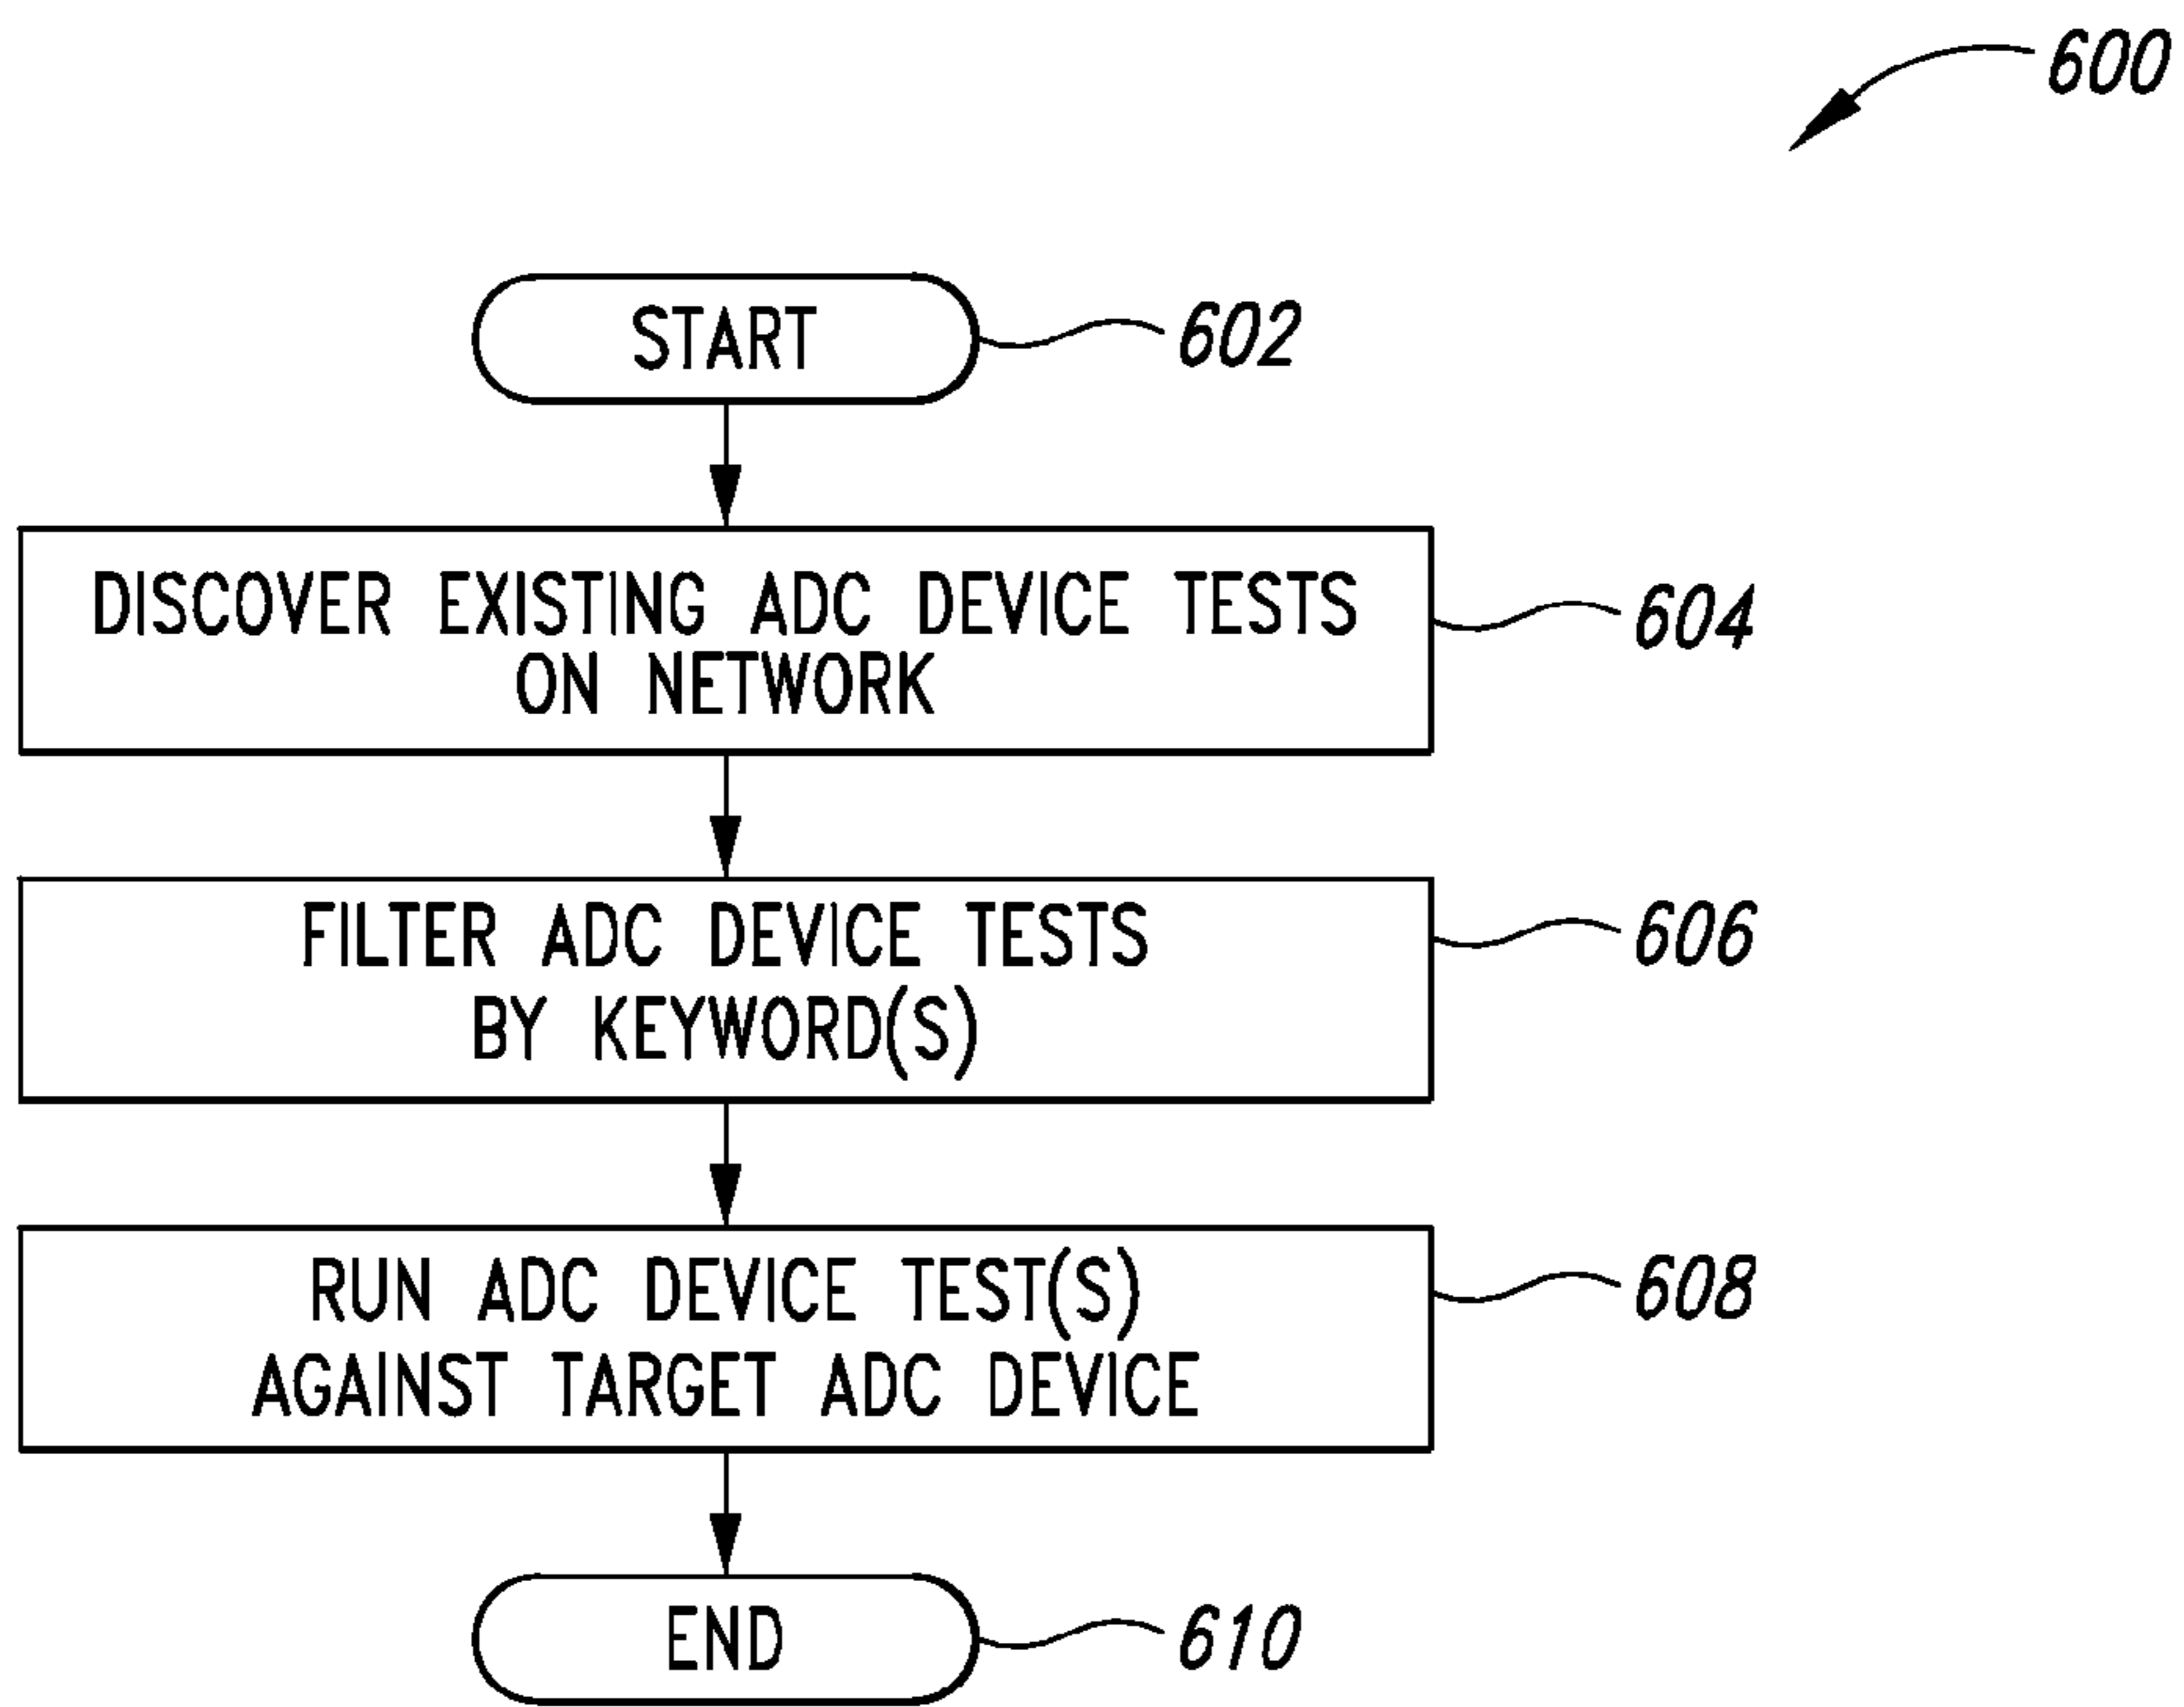 600
START
602
DISCOVER EXISTING ADC DEVICE TESTS
ON NETWORK
604
FILTER ADC DEVICE TESTS
BY KEYWORD(S)
606
RUN ADC DEVICE TEST(S)
AGAINST TARGET ADC DEVICE
608
END
610